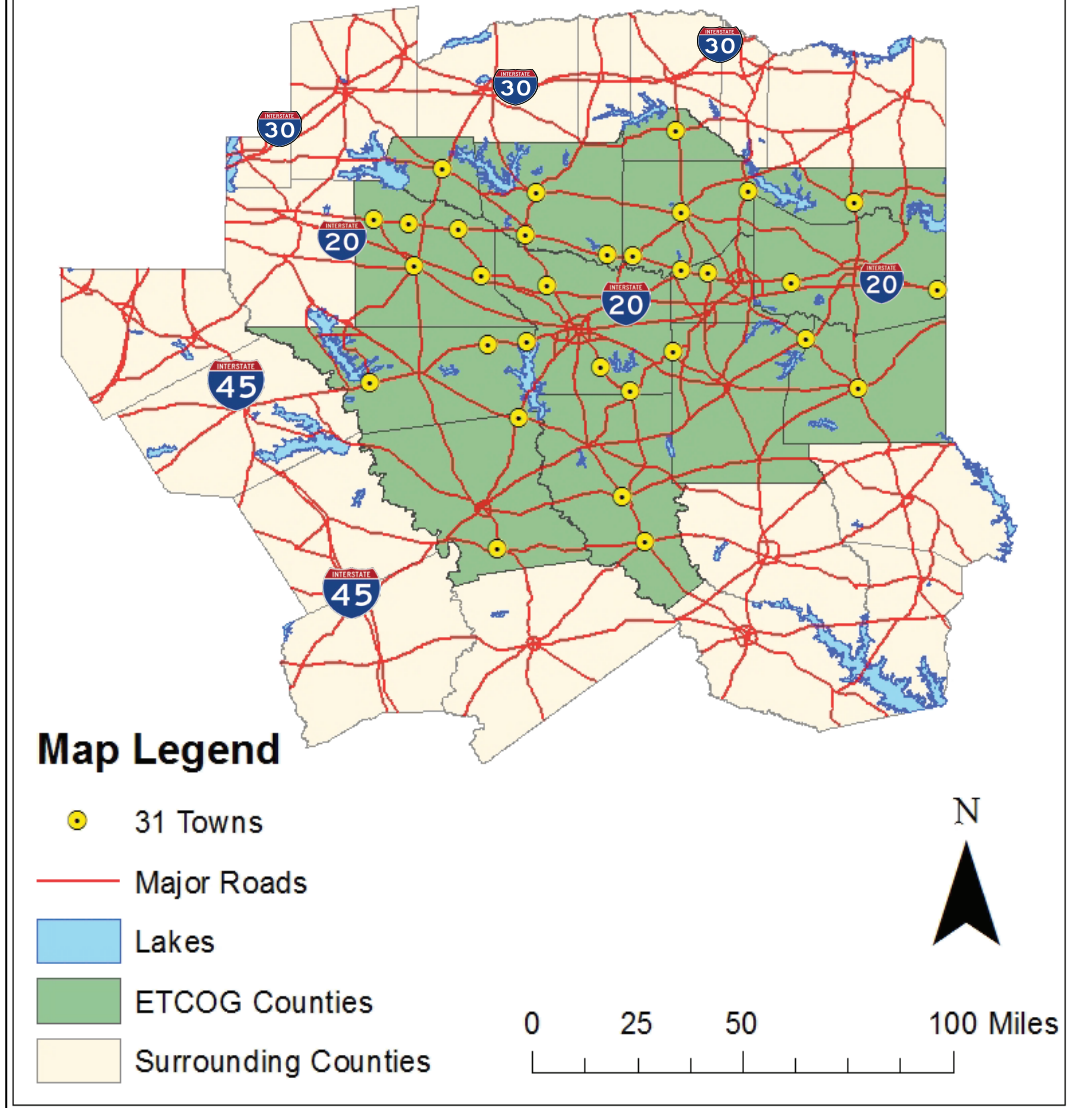 INTERSTATE
30
INTERSTATE
30
INTERSTATE
30
INTERSTATE
20
INTERSTATE
20
INTERSTATE
20
INTERSTATE
45
INTERSTATE
45
Map Legend
31 Towns
Major Roads
Lakes
ETCOG Counties
Surrounding Counties
N
0 25 50 100 Miles